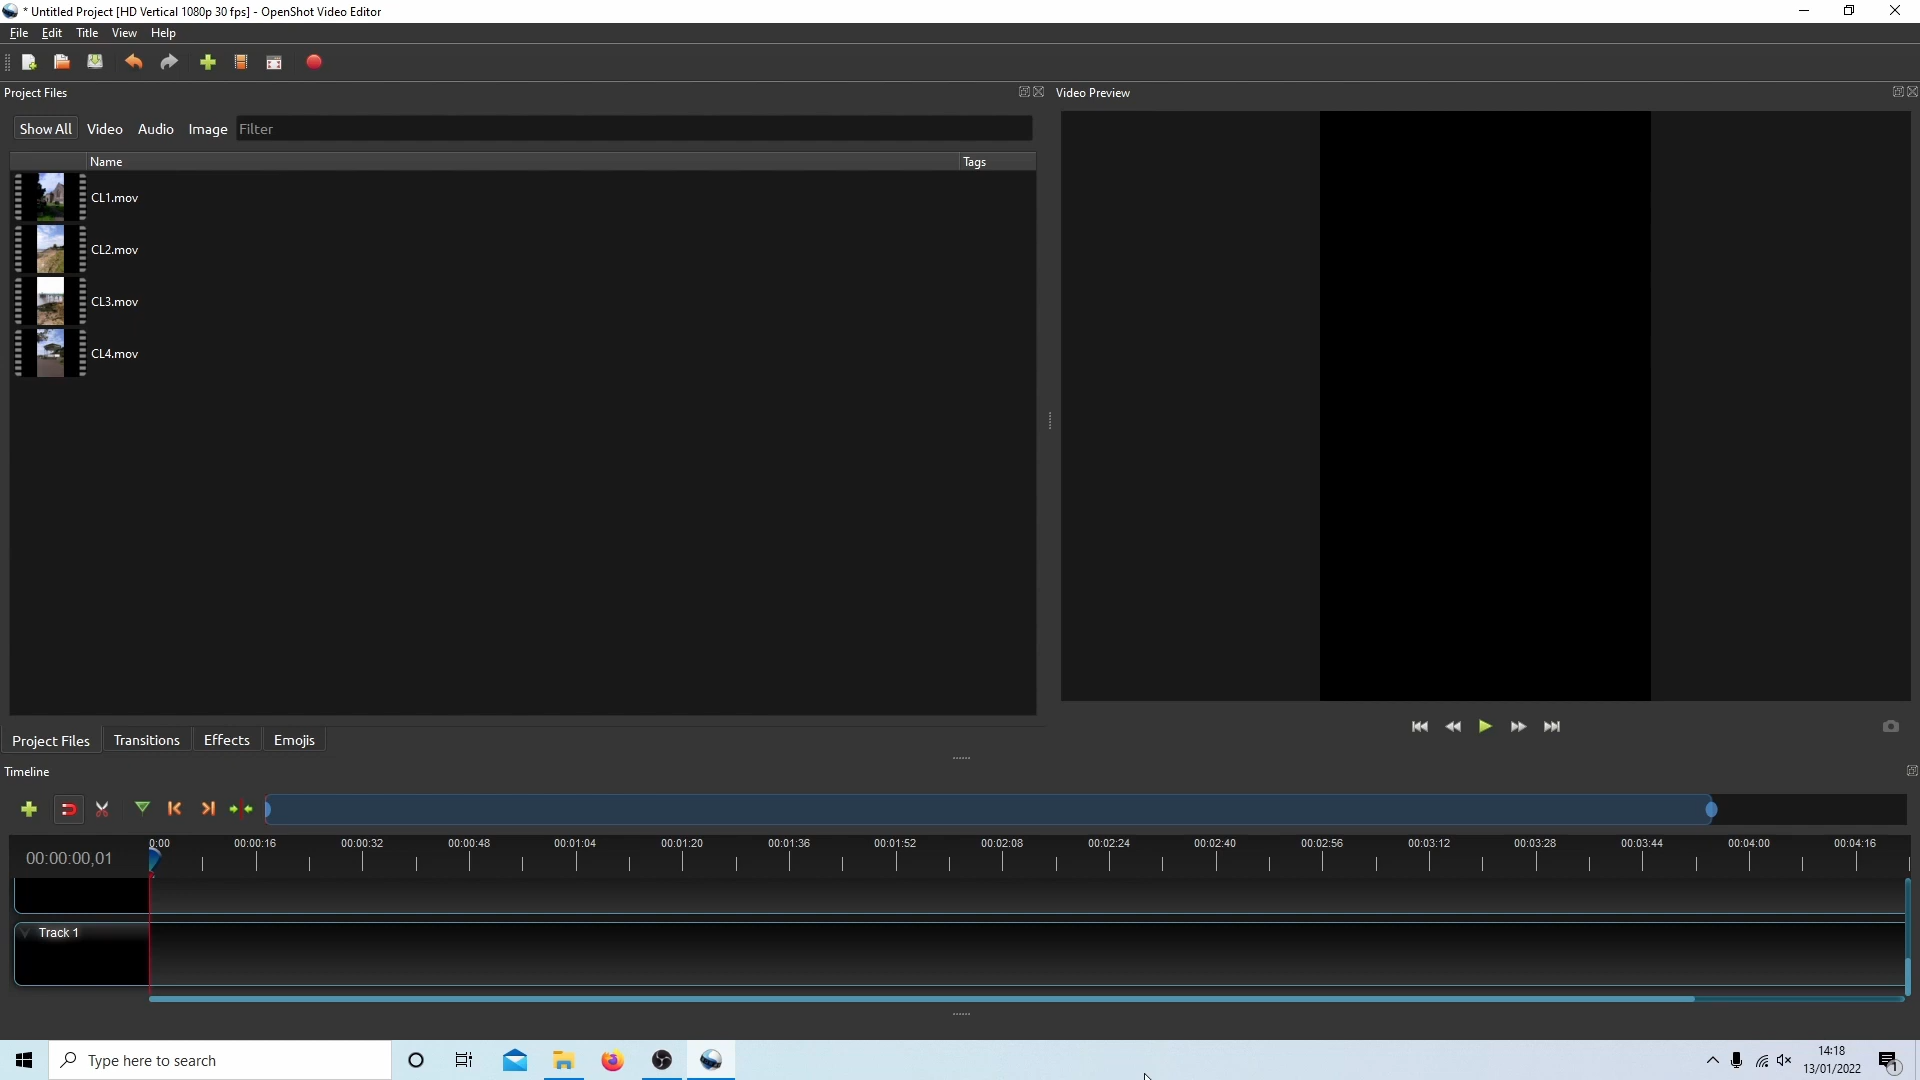 * Untitled Project [HD Vertical 1080p 30 fps] - OpenShot Video Editor
File Edit Title View Help
Project Files
Video Preview
Show All Video Audio Image Filter
Name Tags
CL1.mov
CL2.mov
CL3.mov
CL4.mov
Project Files Transitions Effects Emojis
Timeline
00:00:00,01
0:00 00:00:16 00:00:32 00:00:48 00:01:04 00:01:20 00:01:36 00:01:52 00:02:08 00:02:24 00:02:40 00:02:56 00:03:12 00:03:28 00:03:44 00:04:00 00:04:16
Track 1
Type here to search
14:18
13/01/2022
1